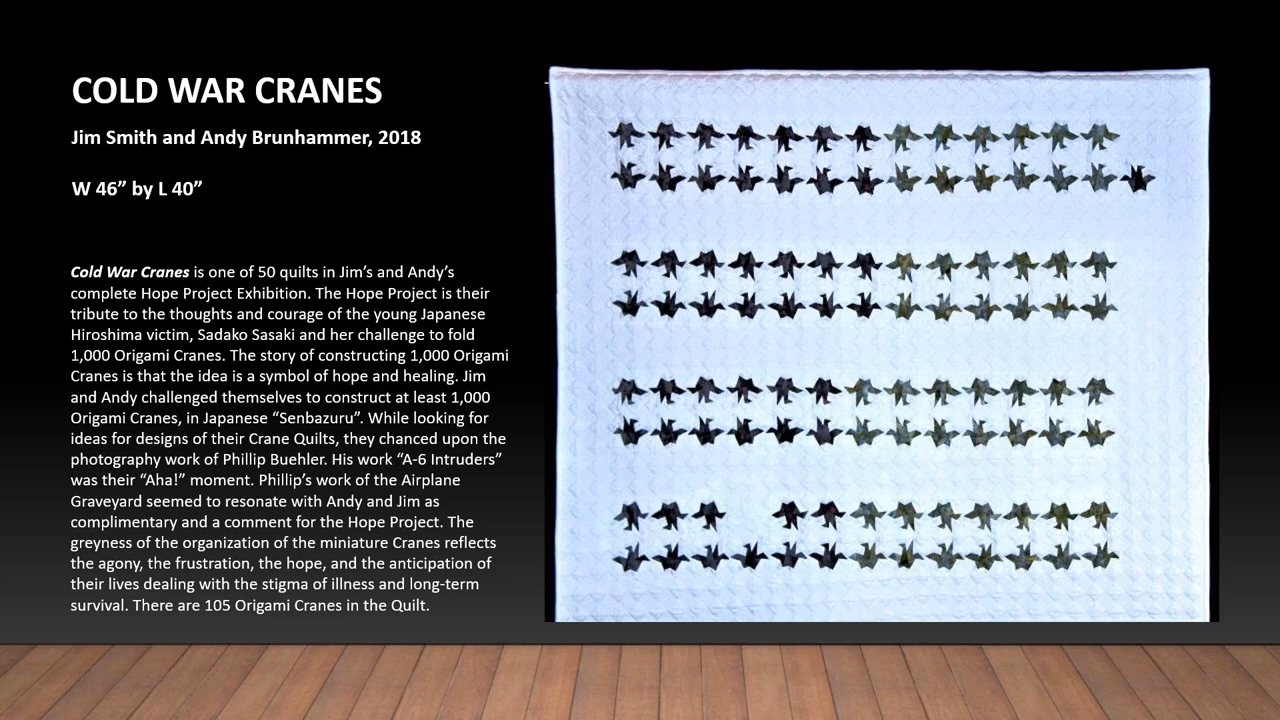 COLD WAR CRANES
Jim Smith and Andy Brunhammer, 2018
W 46” by L 40”
Cold War Cranes is one of 50 quilts in Jim’s and Andy’s
complete Hope Project Exhibition. The Hope Project is their
tribute to the thoughts and courage of the young Japanese
Hiroshima victim, Sadako Sasaki and her challenge to fold
1,000 Origami Cranes. The story of constructing 1,000 Origami
Cranes is that the idea is a symbol of hope and healing. Jim
and Andy challenged themselves to construct at least 1,000
Origami Cranes, in Japanese “Senbazuru”. While looking for
ideas for designs of their Crane Quilts, they chanced upon the
photography work of Phillip Buehler. His work “A-6 Intruders”
was their “Aha!” moment. Phillip’s work of the Airplane
Graveyard seemed to resonate with Andy and Jim as
complimentary and a comment for the Hope Project. The
greyness of the organization of the miniature Cranes reflects
the agony, the frustration, the hope, and the anticipation of
their lives dealing with the stigma of illness and long-term
survival. There are 105 Origami Cranes in the Quilt.